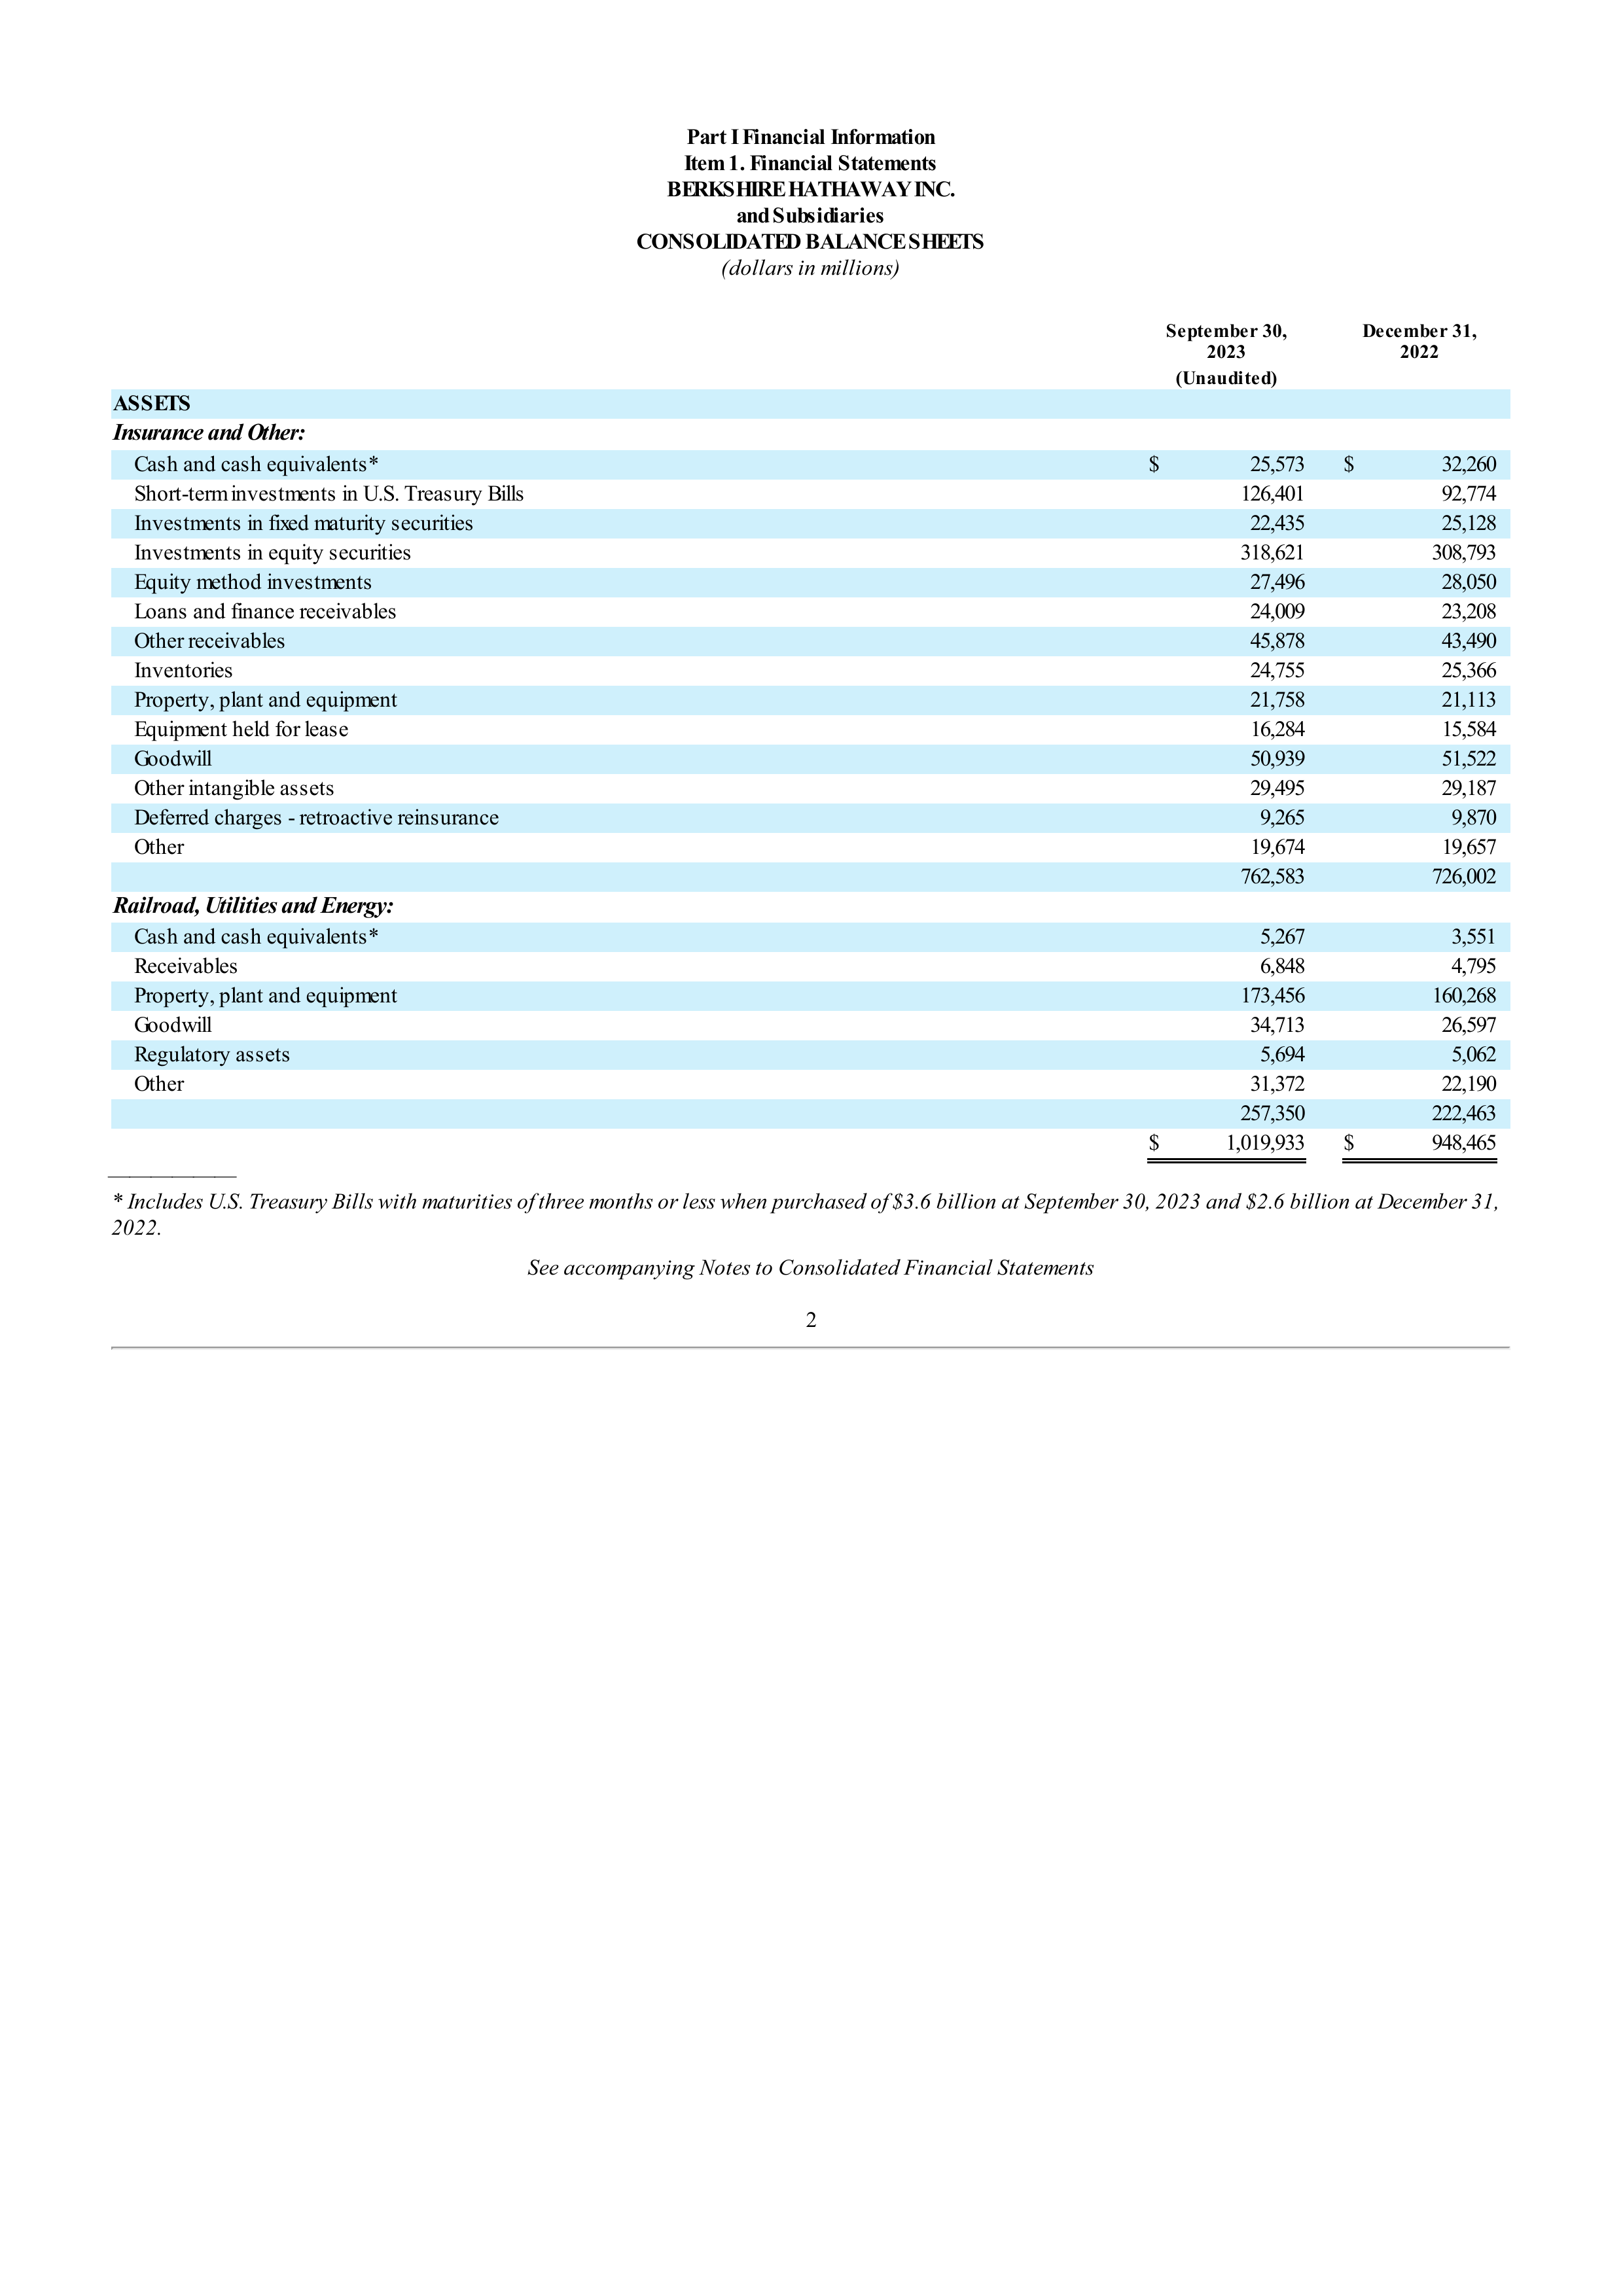 Part I Financial Information
Item 1. Financial Statements
BERKSHIRE HATHAWAY INC.
and Subsidiaries
CONSOLIDATED BALANCE SHEETS
(dollars in millions)
September 30, December 31,
2023 2022
(Unaudited)
ASSETS
Insurance and Other:
Cash and cash equivalents* $ 25,573 $ 32,260
Short-term investments in U.S. Treasury Bills 126,401 92,774
Investments in fixed maturity securities 22,435 25,128
Investments in equity securities 318,621 308,793
Equity method investments 27,496 28,050
Loans and finance receivables 24,009 23,208
Other receivables 45,878 43,490
Inventories 24,755 25,366
Property, plant and equipment 21,758 21,113
Equipment held for lease 16,284 15,584
Goodwill 50,939 51,522
Other intangible assets 29,495 29,187
Deferred charges - retroactive reinsurance 9,265 9,870
Other 19,674 19,657
762,583 726,002
Railroad, Utilities and Energy:
Cash and cash equivalents* 5,267 3,551
Receivables 6,848 4,795
Property, plant and equipment 173,456 160,268
Goodwill 34,713 26,597
Regulatory assets 5,694 5,062
Other 31,372 22,190
257,350 222,463
$ 1,019,933 $ 948,465
* Includes U.S. Treasury Bills with maturities of three months or less when purchased of $3.6 billion at September 30, 2023 and $2.6 billion at December 31,
2022.
See accompanying Notes to Consolidated Financial Statements
2